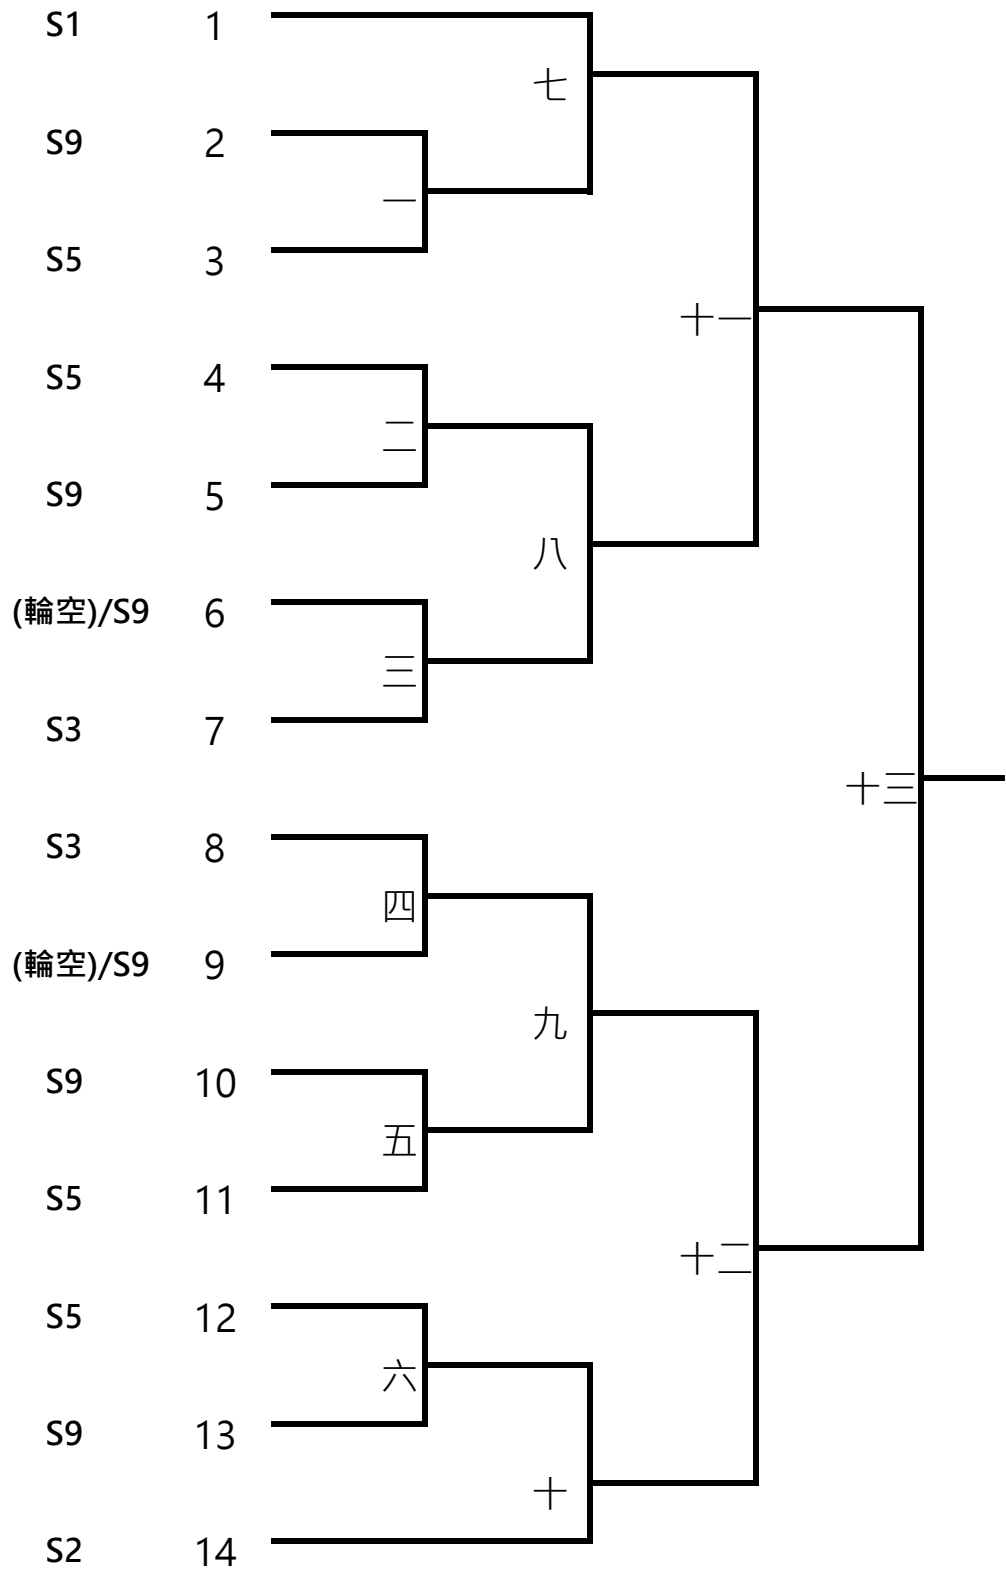 S1 1
七
S9 2
一
S5 3
十一
S5 4
二
S9 5
八
(輪空)/S9 6
三
S3 7
十三
S3 8
四
(輪空)/S9 9
九
S9 10
五
S5 11
十二
S5 12
六
S9 13
十
S2 14